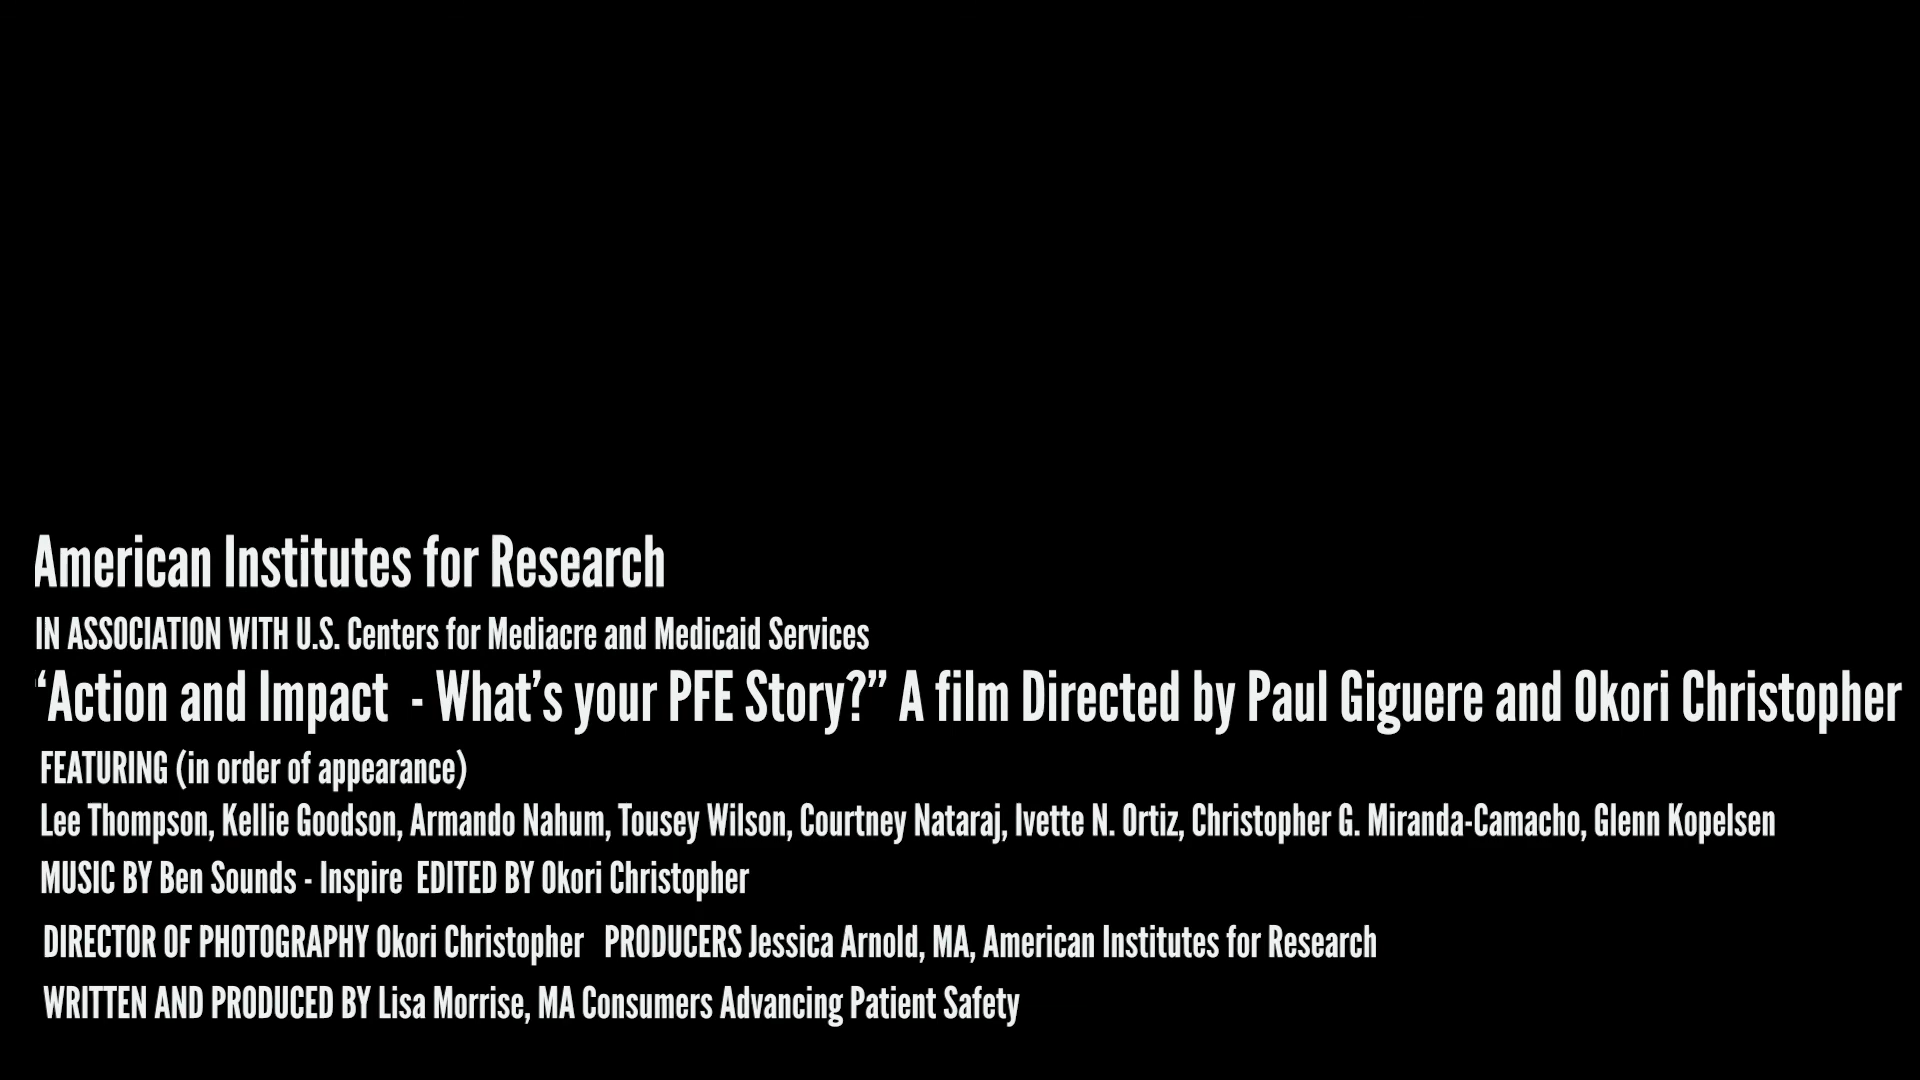 American Institutes for Research
IN ASSOCIATION WITH U.S. Centers for Mediacre and Medicaid Services
“Action and Impact - What’s your PFE Story?” A film Directed by Paul Giguere and Okori Christopher
FEATURING (in order of appearance)
Lee Thompson, Kellie Goodson, Armando Nahum, Tousey Wilson, Courtney Nataraj, Ivette N. Ortiz, Christopher G. Miranda-Camacho, Glenn Kopelsen
MUSIC BY Ben Sounds - Inspire EDITED BY Okori Christopher
DIRECTOR OF PHOTOGRAPHY Okori Christopher PRODUCERS Jessica Arnold, MA, American Institutes for Research
WRITTEN AND PRODUCED BY Lisa Morrise, MA Consumers Advancing Patient Safety